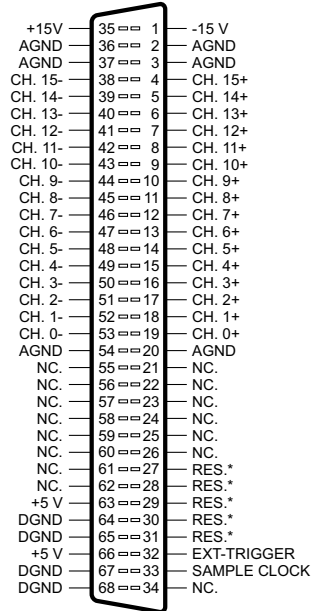 +15V 35 1 -15 V
AGND 36 2 AGND
AGND 37 3 AGND
CH. 15- 38 4 CH. 15+
CH. 14- 39 5 CH. 14+
CH. 13- 40 6 CH. 13+
CH. 12- 41 7 CH. 12+
CH. 11- 42 8 CH. 11+
CH. 10- 43 9 CH. 10+
CH. 9- 44 10 CH. 9+
CH. 8- 45 11 CH. 8+
CH. 7- 46 12 CH. 7+
CH. 6- 47 13 CH. 6+
CH. 5- 48 14 CH. 5+
CH. 4- 49 15 CH. 4+
CH. 3- 50 16 CH. 3+
CH. 2- 51 17 CH. 2+
CH. 1- 52 18 CH. 1+
CH. 0- 53 19 CH. 0+
AGND 54 20 AGND
NC. 55 21 NC.
NC. 56 22 NC.
NC. 57 23 NC.
NC. 58 24 NC.
NC. 59 25 NC.
NC. 60 26 NC.
NC. 61 27 RES.*
NC. 62 28 RES.*
+5 V 63 29 RES.*
DGND 64 30 RES.*
DGND 65 31 RES.*
+5 V 66 32 EXT-TRIGGER
DGND 67 33 SAMPLE CLOCK
DGND 68 34 NC.